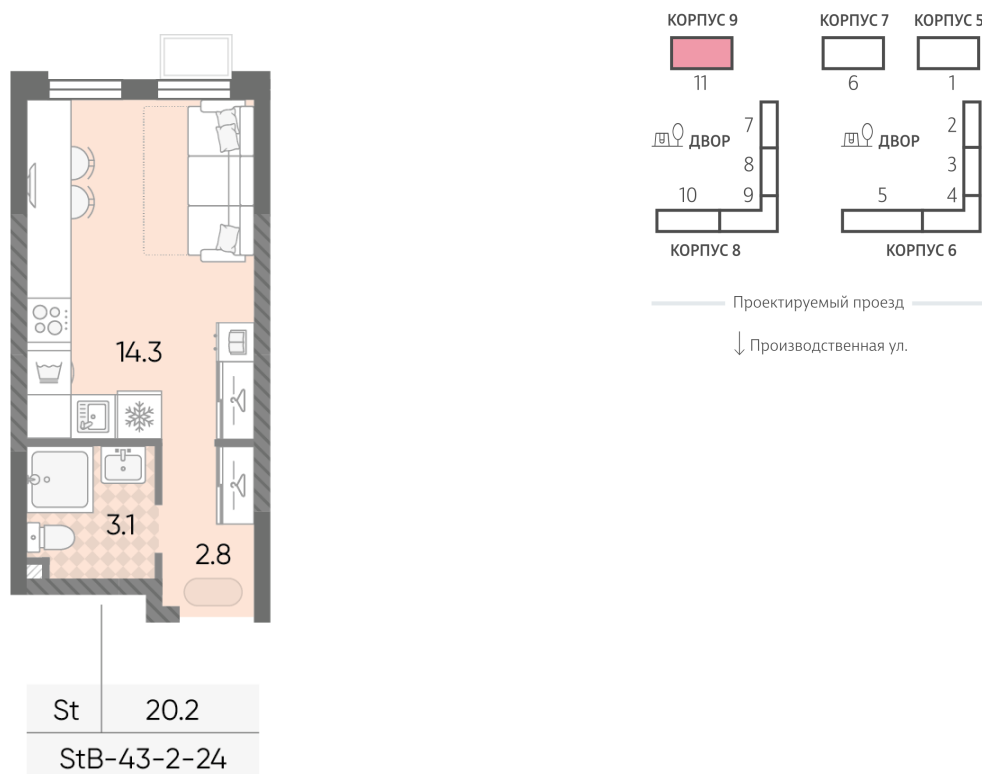 14.3
3.1
2.8
St 20.2
StB-43-2-24
КОРПУС 9 КОРПУС 7 КОРПУС 5
11 6 1
7 2
ДВОР ДВОР
8 3
10 9 5 4
КОРПУС 8 КОРПУС 6
Проектируемый проезд
Производственная ул.